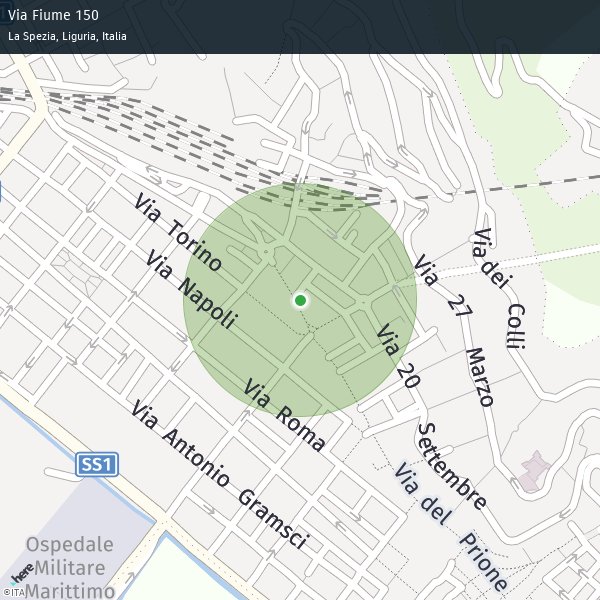 Via Fiume 150
La Spezia, Liguria, Italia
Via Torino
Via Napoli
Via dei Colli
Via 27 Marzo
Via 20 Settembre
Via Roma
Via Antonio Gramsci
SS1
Via del Prione
Ospedale
Militare
Marittimo
here
©ITA